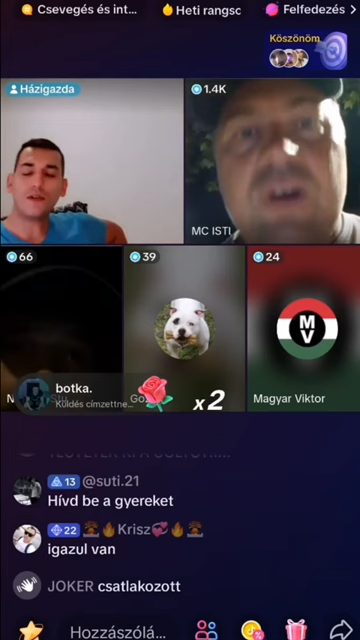 Csevegés és int...
Heti rangsc
Felfedezés
Köszönöm
Házigazda
1.4K
MC ISTI
66
39
24
MV
botka.
Küldés címzettne...
x2
Magyar Viktor
13 @suti.21
Hívd be a gyereket
22 Krisz
igazul van
JOKER csatlakozott
Hozzászólá...